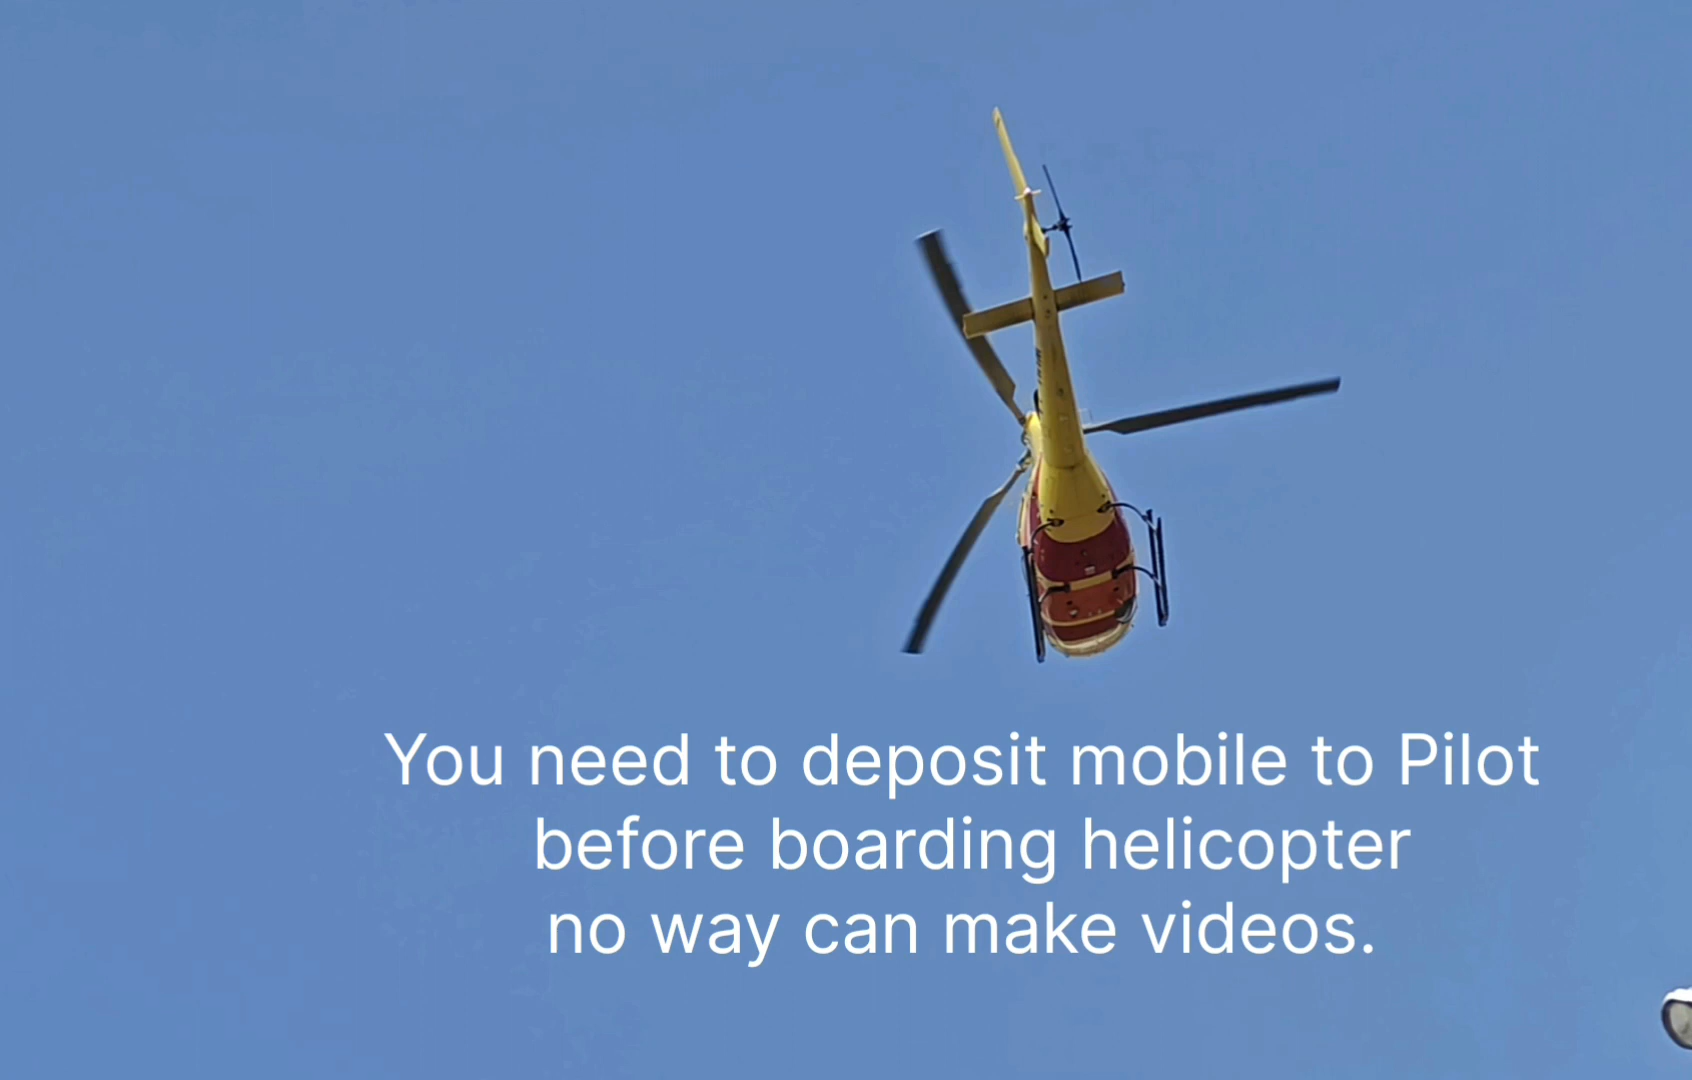 You need to deposit mobile to Pilot
before boarding helicopter
no way can make videos.